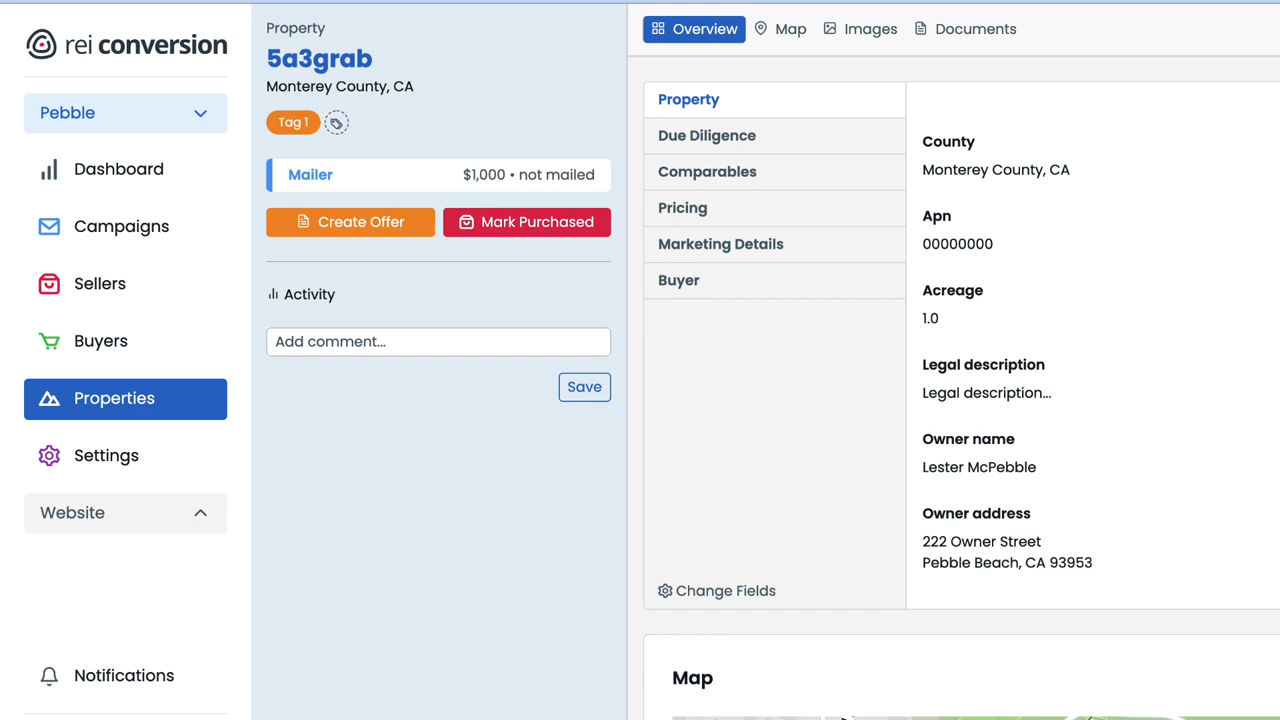 rei conversion
Pebble
Dashboard
Campaigns
Sellers
Buyers
Properties
Settings
Website
Notifications
Property
5a3grab
Monterey County, CA
Tag 1
Mailer $1,000 • not mailed
Create Offer Mark Purchased
Activity
Add comment...
Save
Overview Map Images Documents
Property
Due Diligence
Comparables
Pricing
Marketing Details
Buyer
Change Fields
County
Monterey County, CA
Apn
00000000
Acreage
1.0
Legal description
Legal description...
Owner name
Lester McPebble
Owner address
222 Owner Street
Pebble Beach, CA 93953
Map